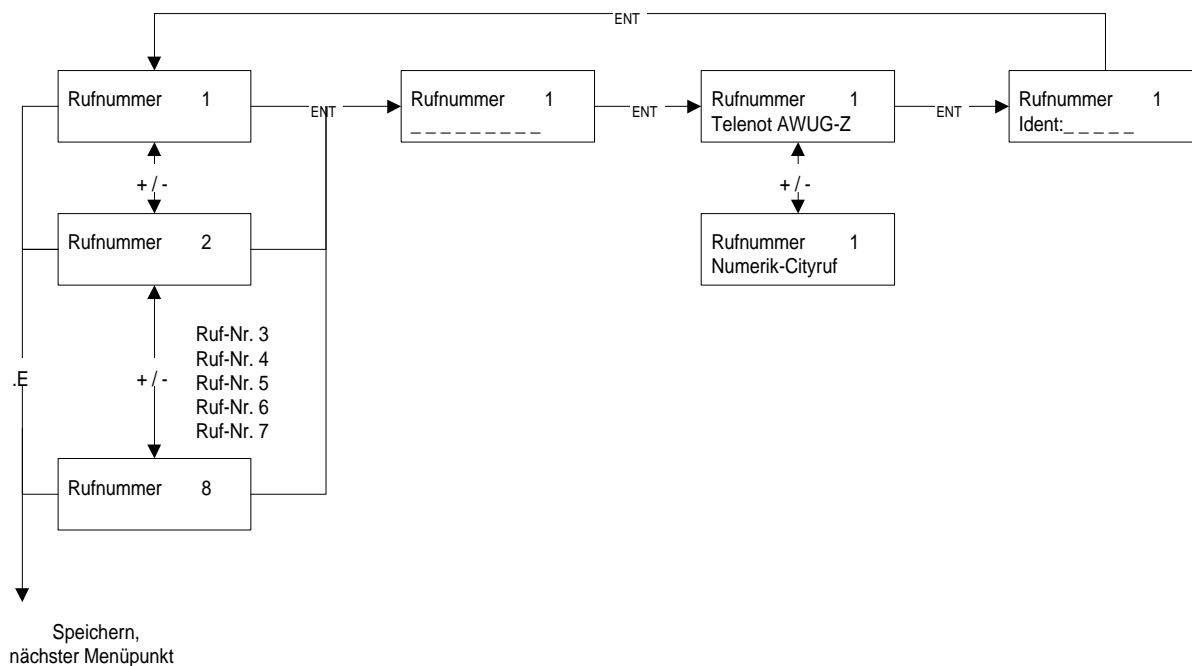 ENT
Rufnummer 1
ENT
Rufnummer 1
_ _ _ _ _ _ _ _ _
ENT
Rufnummer 1
Telenot AWUG-Z
ENT
Rufnummer 1
Ident:_ _ _ _ _
+ / -
+ / -
Rufnummer 2
Rufnummer 1
Numerik-Cityruf
Ruf-Nr. 3
Ruf-Nr. 4
.E
+ / -
Ruf-Nr. 5
Ruf-Nr. 6
Ruf-Nr. 7
Rufnummer 8
Speichern,
nächster Menüpunkt